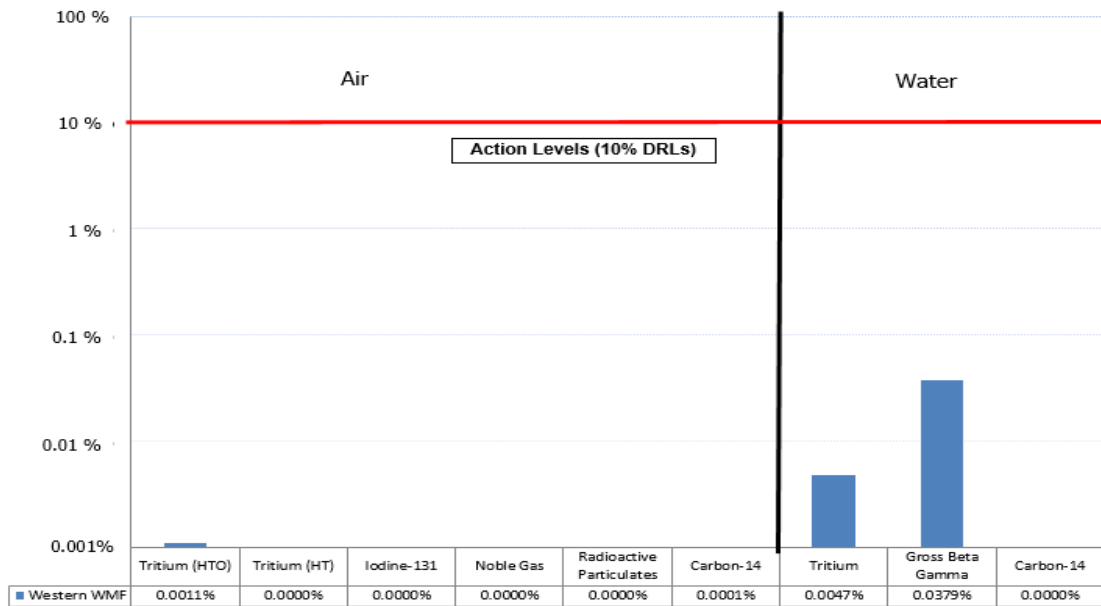 100 %
Air
Water
10 %
Action Levels (10% DRLs)
1 %
0.1 %
0.01 %
0.001%
Tritium (HTO) Tritium (HT) Iodine-131 Noble Gas Radioactive Particulates Carbon-14 Tritium Gross Beta Gamma Carbon-14
Western WMF 0.0011% 0.0000% 0.0000% 0.0000% 0.0000% 0.0001% 0.0047% 0.0379% 0.0000%